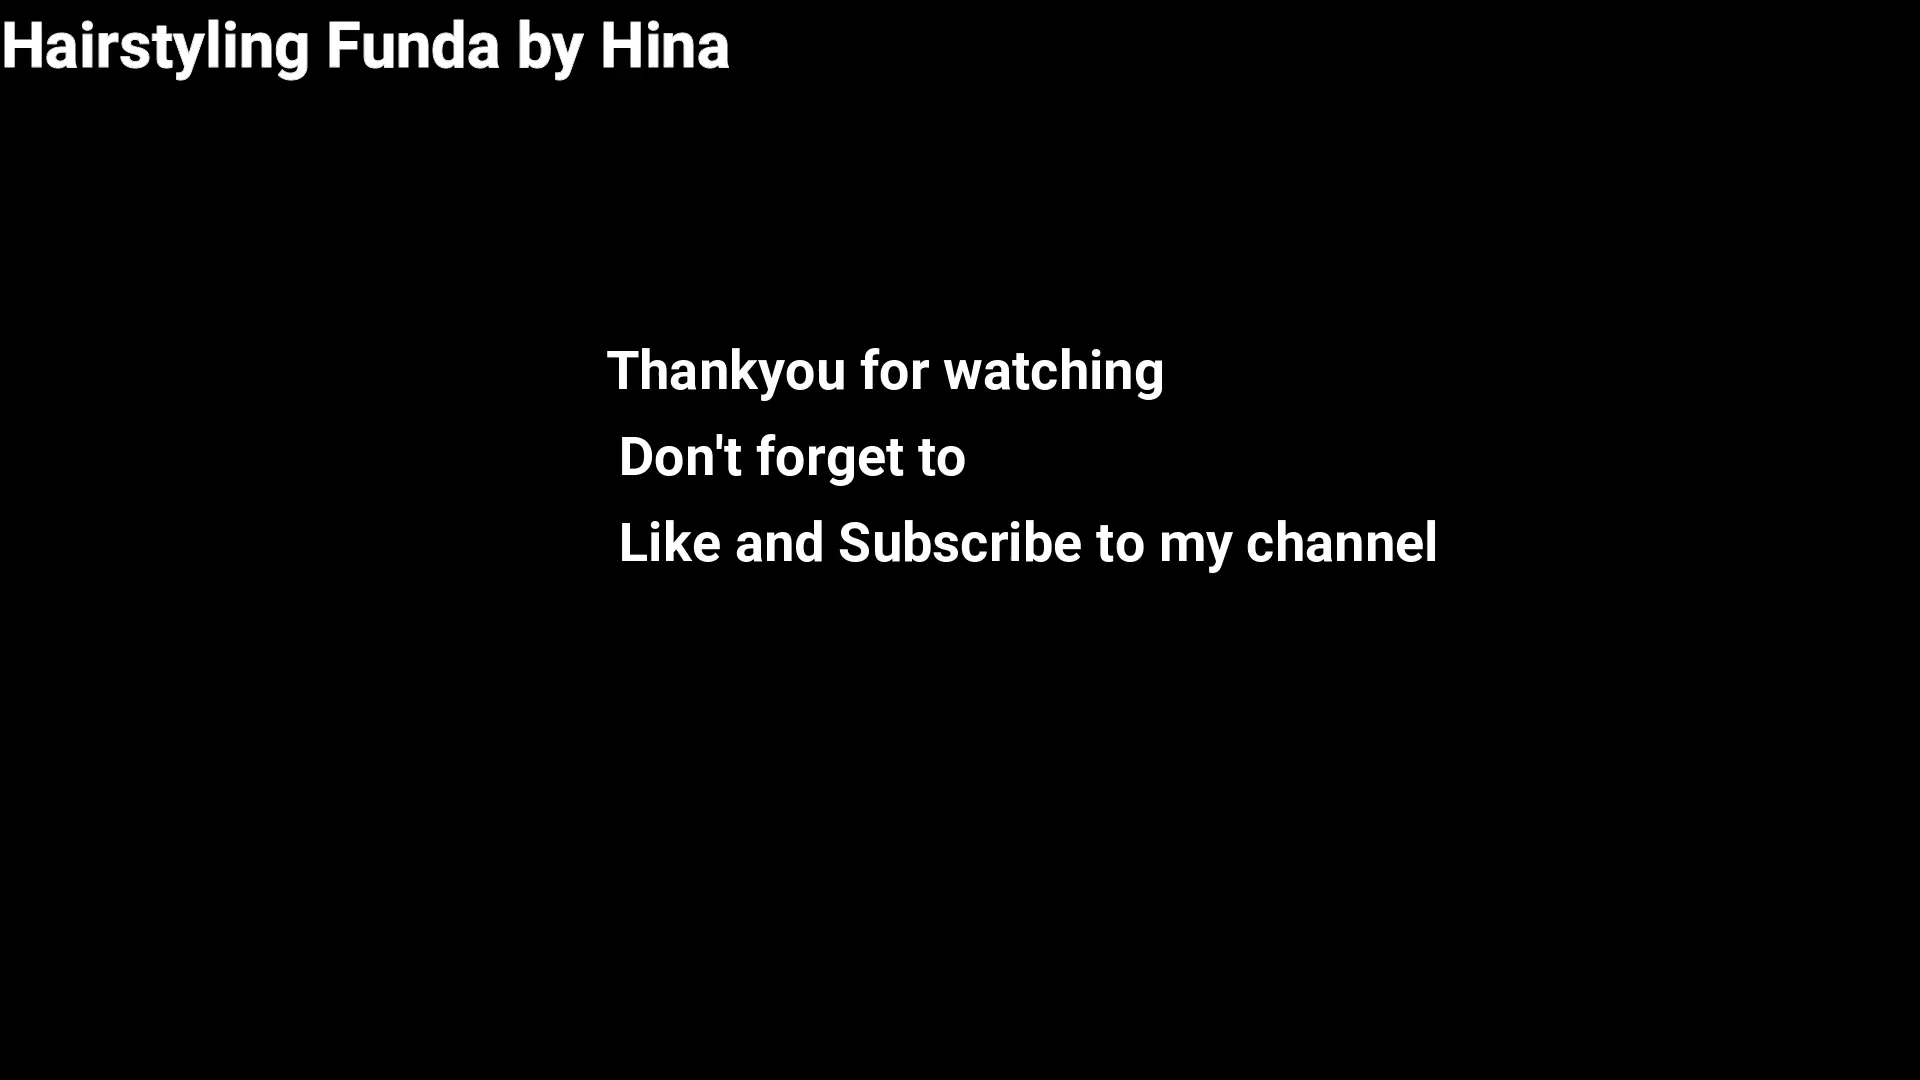 Hairstyling Funda by Hina
Thankyou for watching
Don't forget to
Like and Subscribe to my channel